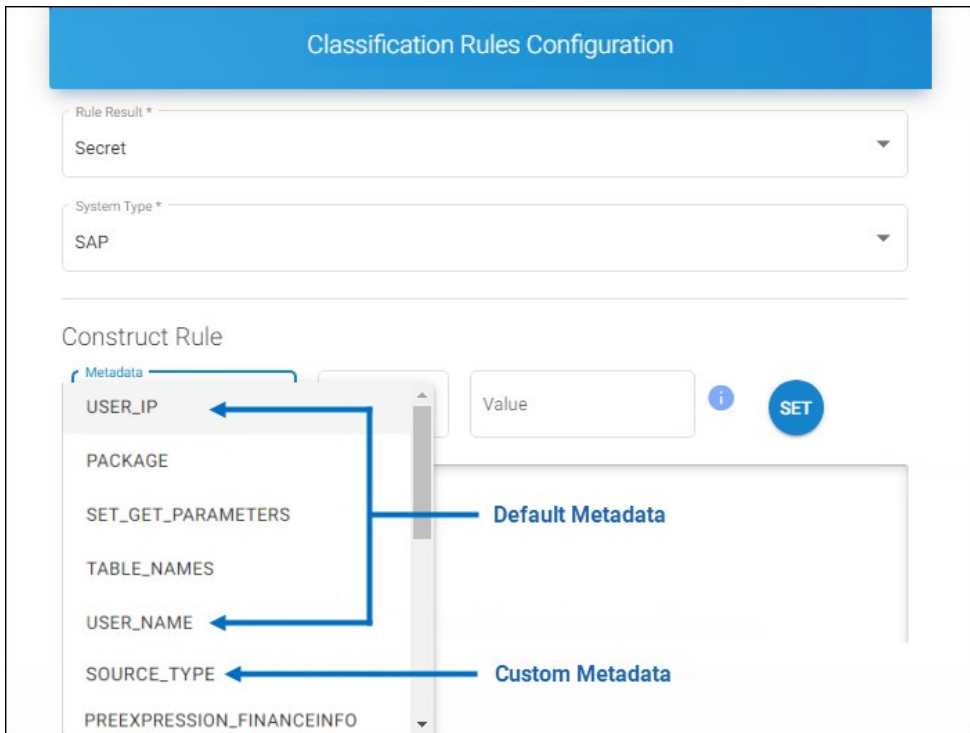 Classification Rules Configuration
Rule Result *
Secret
System Type *
SAP
Construct Rule
Metadata
Value
i
SET
USER_IP
PACKAGE
SET_GET_PARAMETERS
Default Metadata
TABLE_NAMES
USER_NAME
SOURCE_TYPE
Custom Metadata
PREEXPRESSION_FINANCEINFO